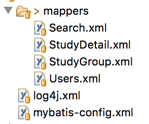 > mappers
Search.xml
StudyDetail.xml
StudyGroup.xml
Users.xml
log4j.xml
mybatis-config.xml